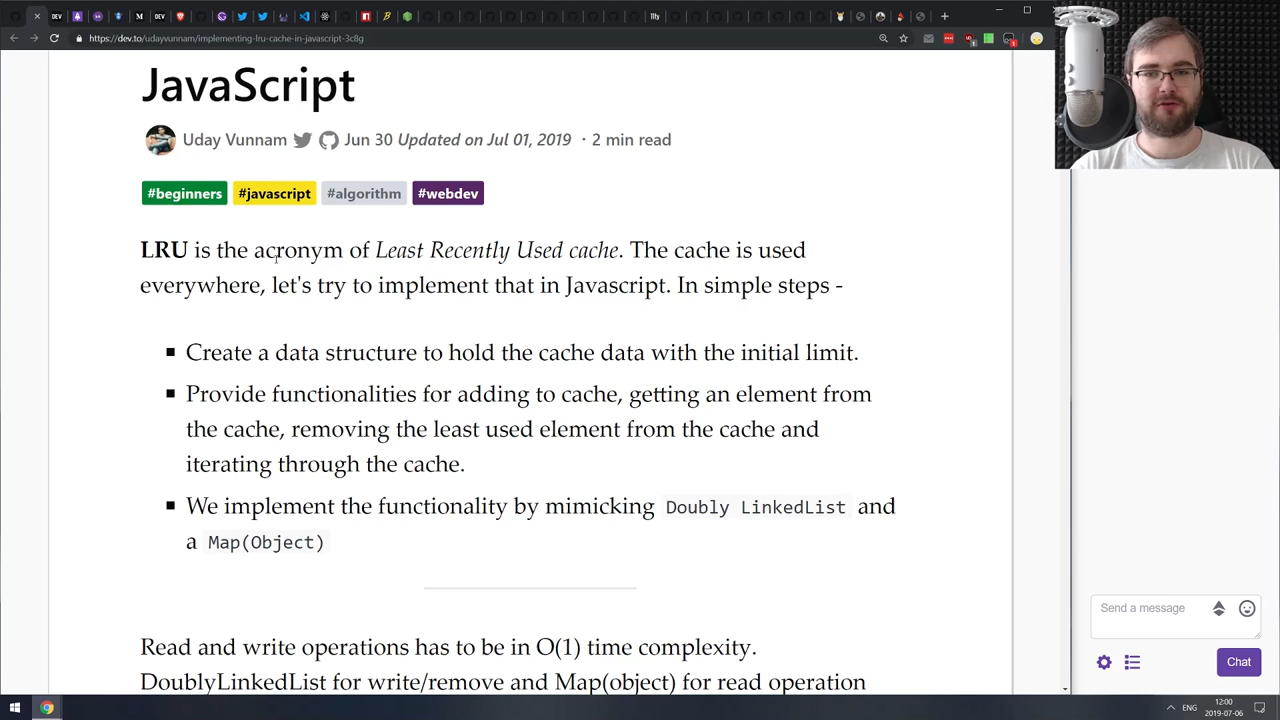 https://dev.to/udayvunnam/implementing-lru-cache-in-javascript-3c8g
JavaScript
Uday Vunnam Jun 30 Updated on Jul 01, 2019 · 2 min read
#beginners #javascript #algorithm #webdev
LRU is the acronym of Least Recently Used cache. The cache is used
everywhere, let's try to implement that in Javascript. In simple steps -
Create a data structure to hold the cache data with the initial limit.
Provide functionalities for adding to cache, getting an element from
the cache, removing the least used element from the cache and
iterating through the cache.
We implement the functionality by mimicking Doubly LinkedList and
a Map(Object)
Read and write operations has to be in O(1) time complexity.
DoublyLinkedList for write/remove and Map(object) for read operation
Send a message
Chat
ENG
12:00
2019-07-06